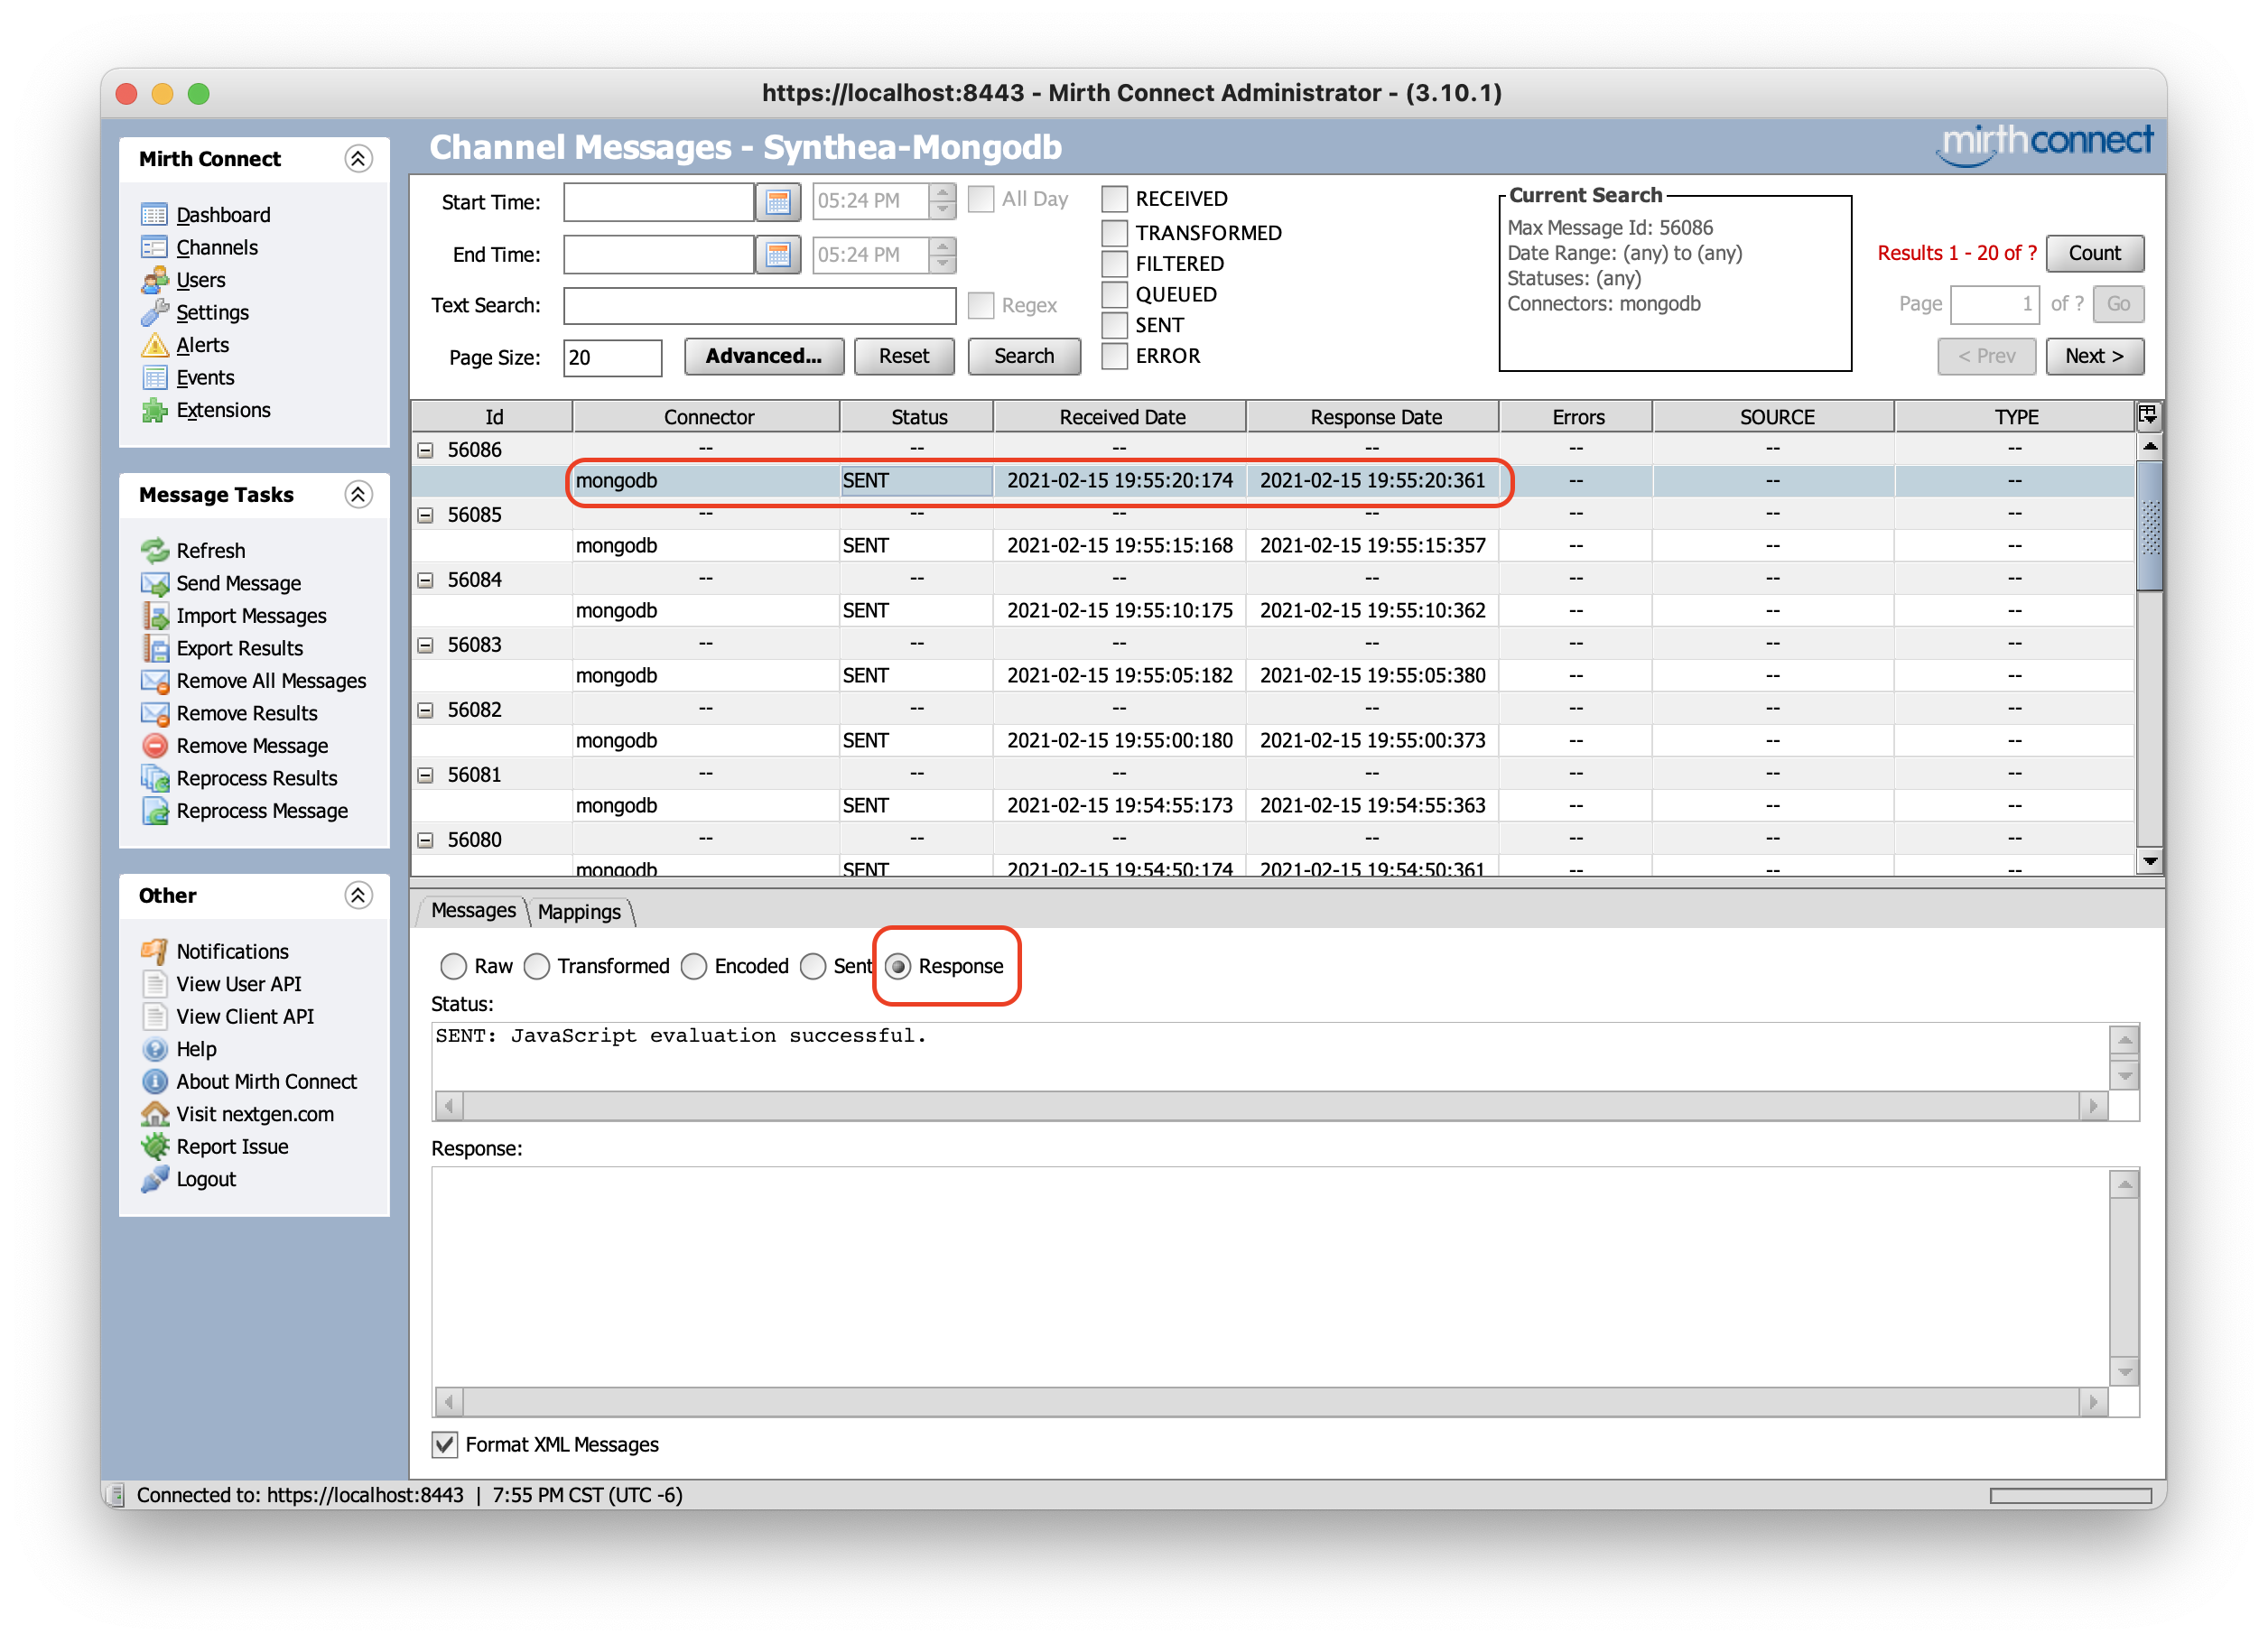 https://localhost:8443 - Mirth Connect Administrator - (3.10.1)
Mirth Connect
Dashboard
Channels
Users
Settings
Alerts
Events
Extensions
Message Tasks
Refresh
Send Message
Import Messages
Export Results
Remove All Messages
Remove Results
Remove Message
Reprocess Results
Reprocess Message
Other
Notifications
View User API
View Client API
Help
About Mirth Connect
Visit nextgen.com
Report Issue
Logout
Channel Messages - Synthea-Mongodb
mirthconnect
Start Time: 05:24 PM All Day
End Time: 05:24 PM
Text Search: Regex
Page Size: 20 Advanced... Reset Search
RECEIVED
TRANSFORMED
FILTERED
QUEUED
SENT
ERROR
Current Search
Max Message Id: 56086
Date Range: (any) to (any)
Statuses: (any)
Connectors: mongodb
Results 1 - 20 of ? Count
Page 1 of ? Go
< Prev Next >
Id Connector Status Received Date Response Date Errors SOURCE TYPE
56086 -- -- -- -- -- -- --
mongodb SENT 2021-02-15 19:55:20:174 2021-02-15 19:55:20:361 -- -- --
56085 -- -- -- -- -- -- --
mongodb SENT 2021-02-15 19:55:15:168 2021-02-15 19:55:15:357 -- -- --
56084 -- -- -- -- -- -- --
mongodb SENT 2021-02-15 19:55:10:175 2021-02-15 19:55:10:362 -- -- --
56083 -- -- -- -- -- -- --
mongodb SENT 2021-02-15 19:55:05:182 2021-02-15 19:55:05:380 -- -- --
56082 -- -- -- -- -- -- --
mongodb SENT 2021-02-15 19:55:00:180 2021-02-15 19:55:00:373 -- -- --
56081 -- -- -- -- -- -- --
mongodb SENT 2021-02-15 19:54:55:173 2021-02-15 19:54:55:363 -- -- --
56080 -- -- -- -- -- -- --
mongodb SENT 2021-02-15 19:54:50:174 2021-02-15 19:54:50:361 -- -- --
Messages Mappings
Raw Transformed Encoded Sent Response
Status:
SENT: JavaScript evaluation successful.
Response:
Format XML Messages
Connected to: https://localhost:8443 | 7:55 PM CST (UTC -6)